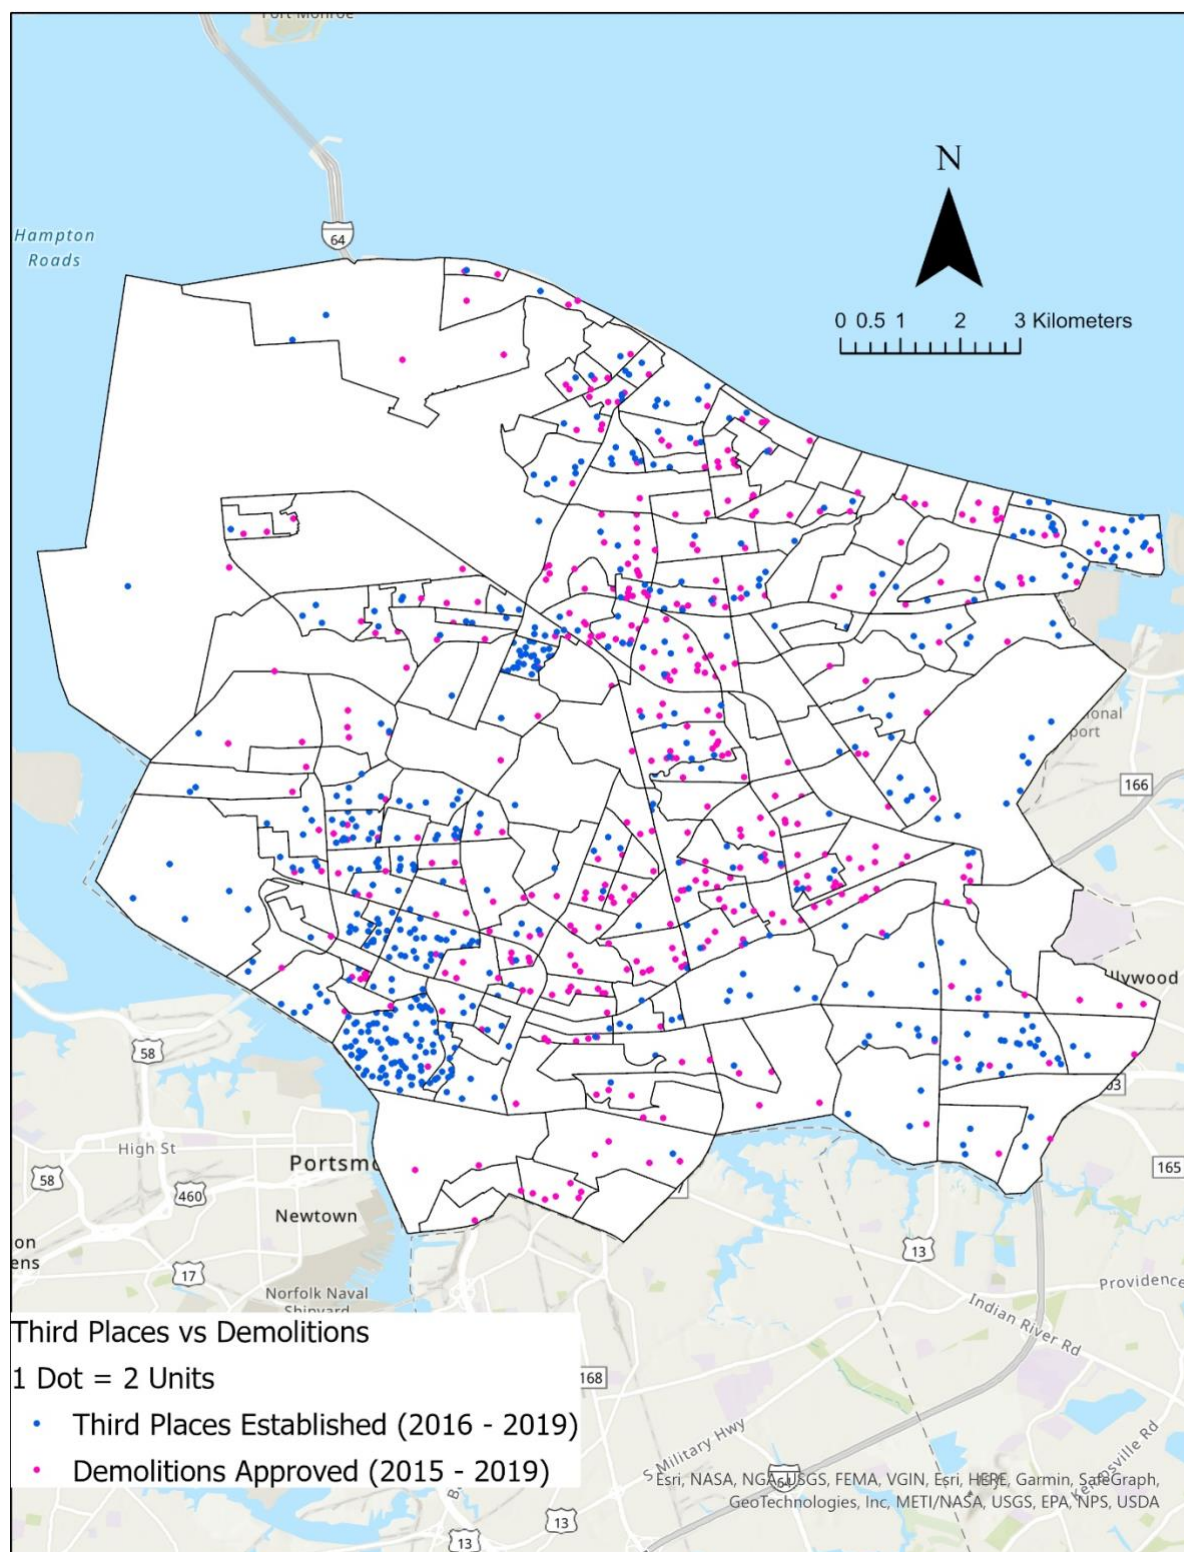 Hampton
Roads
64
N
0 0.5 1 2 3 Kilometers
166
port
58
High St
58
460
Newtown
17
Norfolk Naval
165
13
Providence
Indian River Rd
168
S Military Hwy
64
13
13
Third Places vs Demolitions
1 Dot = 2 Units
Third Places Established (2016 - 2019)
Demolitions Approved (2015 - 2019)
Esri, NASA, NGA, USGS, FEMA, VGIN, Esri, HERE, Garmin, SafeGraph,
GeoTechnologies, Inc, METI/NASA, USGS, EPA, NPS, USDA